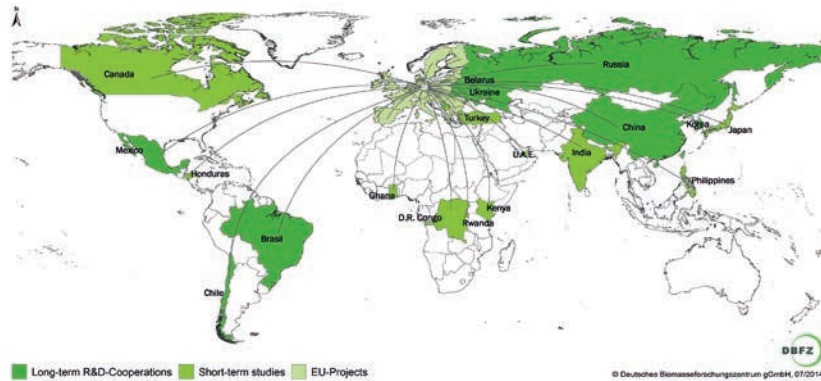 N
Canada
Russia
Belarus
Ukraine
Turkey
Korea
China
Japan
Mexico
U.A.E.
India
Honduras
Philippines
Ghana
Kenya
D.R. Congo
Rwanda
Brasil
Chile
DBFZ
Long-term R&D-Cooperations
Short-term studies
EU-Projects
© Deutsches Biomasseforschungszentrum gGmbH, 07/2014